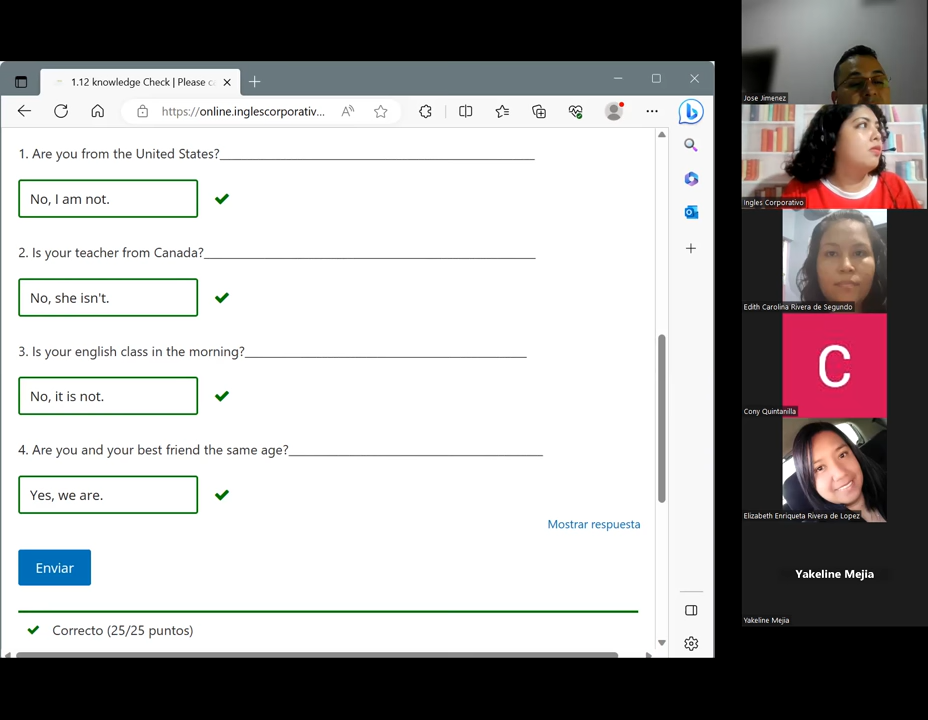 1.12 knowledge Check | Please c
https://online.inglescorporativ...
1. Are you from the United States?
No, I am not.
2. Is your teacher from Canada?
No, she isn't.
3. Is your english class in the morning?
No, it is not.
4. Are you and your best friend the same age?
Yes, we are.
Mostrar respuesta
Enviar
Correcto (25/25 puntos)
Jose Jimenez
Ingles Corporativo
Edith Carolina Rivera de Segundo
C
Cony Quintanilla
Elizabeth Enriqueta Rivera de Lopez
Yakeline Mejia
Yakeline Mejia